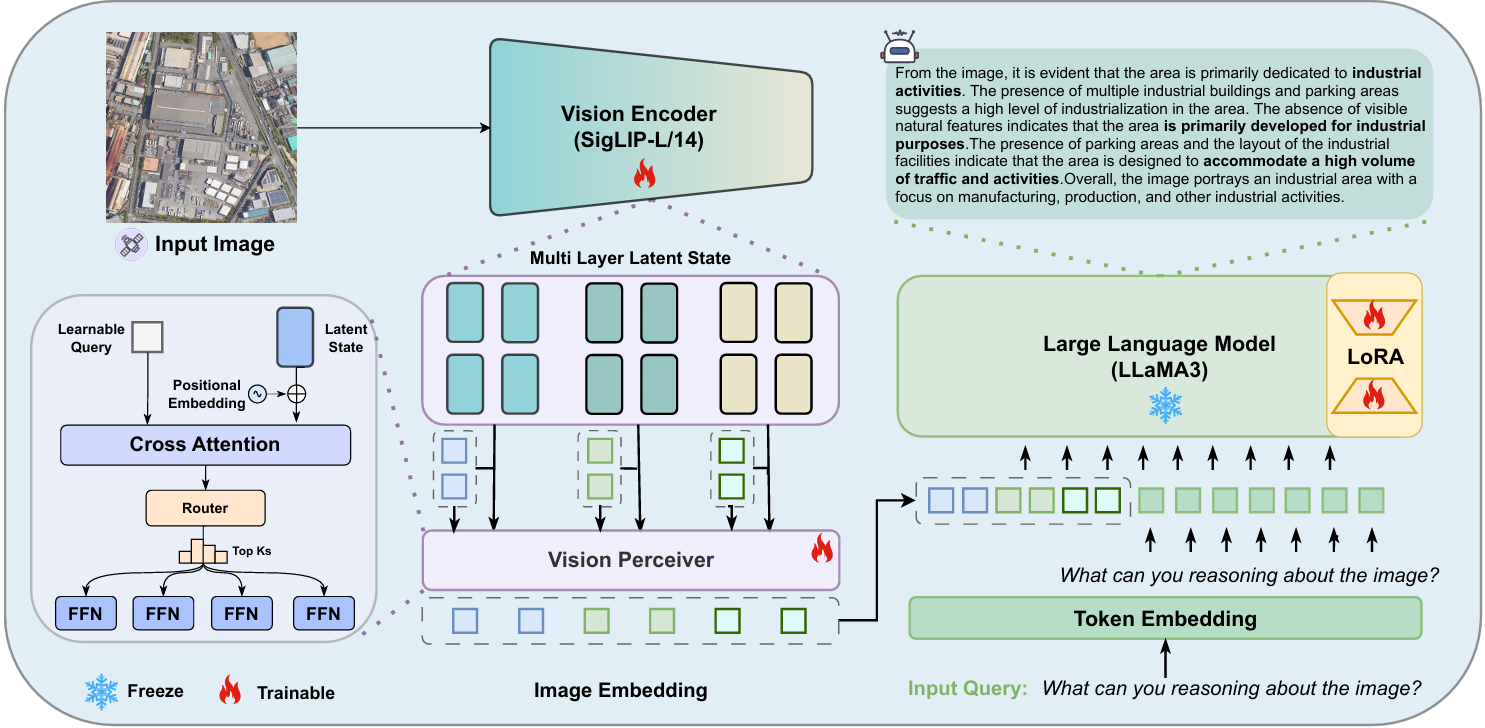 Input Image
Vision Encoder
(SigLIP-L/14)
From the image, it is evident that the area is primarily dedicated to industrial
activities. The presence of multiple industrial buildings and parking areas
suggests a high level of industrialization in the area. The absence of visible
natural features indicates that the area is primarily developed for industrial
purposes.The presence of parking areas and the layout of the industrial
facilities indicate that the area is designed to accommodate a high volume
of traffic and activities.Overall, the image portrays an industrial area with a
focus on manufacturing, production, and other industrial activities.
Multi Layer Latent State
Learnable
Query
Latent
State
Positional
Embedding
Cross Attention
Router
Top Ks
FFN
FFN
FFN
FFN
Vision Perceiver
Image Embedding
Large Language Model
(LLaMA3)
LoRA
What can you reasoning about the image?
Token Embedding
Input Query: What can you reasoning about the image?
Freeze
Trainable